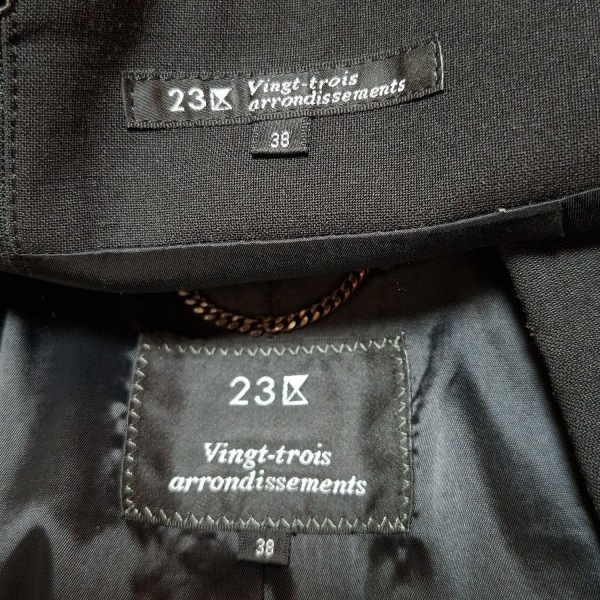 23区 Vingt-trois
arrondissements
38
23区
Vingt-trois
arrondissements
38